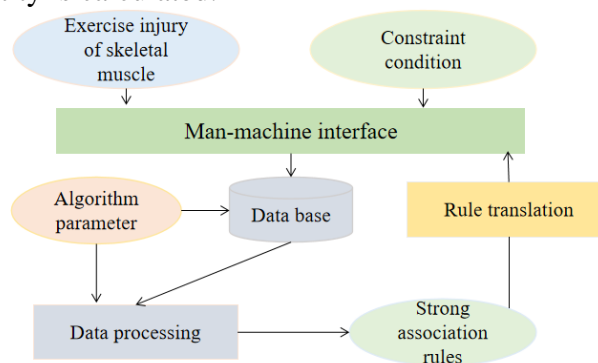 Exercise injury
of skeletal
muscle
Constraint
condition
Man-machine interface
Algorithm
parameter
Data base
Rule translation
Data processing
Strong
association
rules